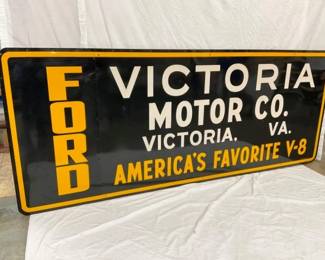 FORD
VICTORIA
MOTOR CO.
VICTORIA, VA.
AMERICA'S FAVORITE V-8